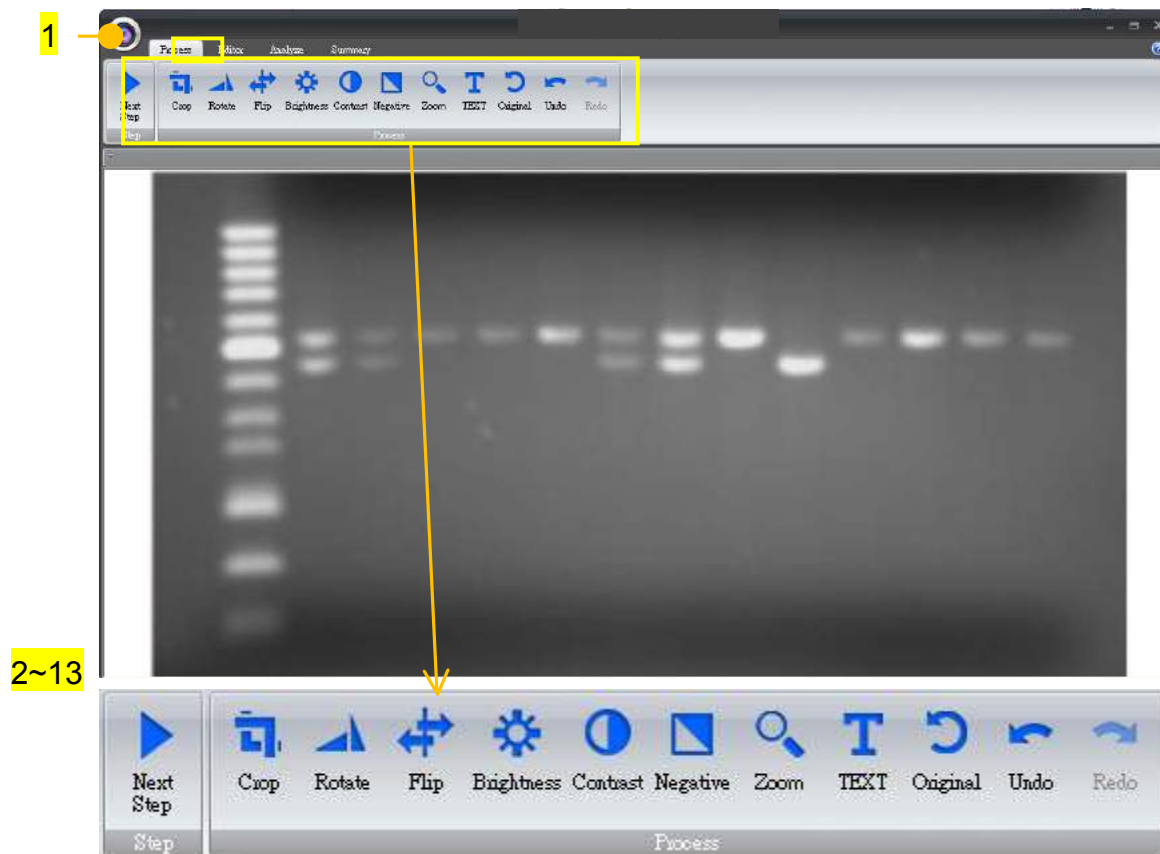 1
Process Editor Analyze Summary
Next Step Crop Rotate Flip Brightness Contrast Negative Zoom TEXT Original Undo Redo
Step Process
2~13
Next Step Crop Rotate Flip Brightness Contrast Negative Zoom TEXT Original Undo Redo
Step Process